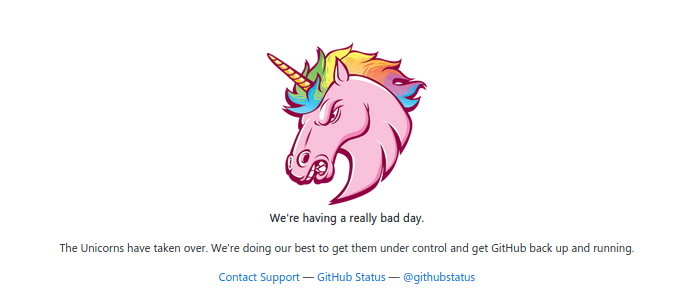 We're having a really bad day.
The Unicorns have taken over. We're doing our best to get them under control and get GitHub back up and running.
Contact Support — GitHub Status — @githubstatus